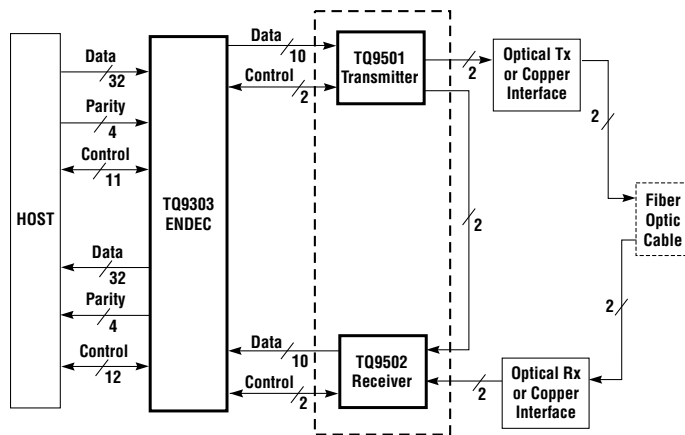 HOST
Data
32
Parity
4
Control
11
Data
32
Parity
4
Control
12
TQ9303
ENDEC
Data
10
Control
2
Data
10
Control
2
TQ9501
Transmitter
2
Optical Tx
or Copper
Interface
2
2
Fiber
Optic
Cable
2
TQ9502
Receiver
2
Optical Rx
or Copper
Interface